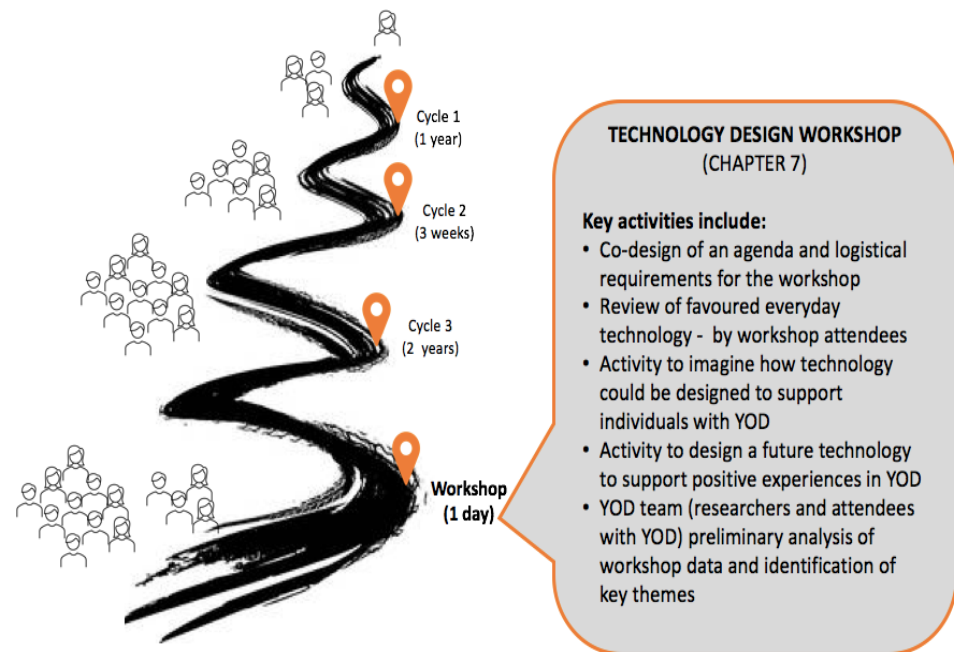 Cycle 1
(1 year)
Cycle 2
(3 weeks)
Cycle 3
(2 years)
Workshop
(1 day)
TECHNOLOGY DESIGN WORKSHOP
(CHAPTER 7)
Key activities include:
• Co-design of an agenda and logistical
requirements for the workshop
• Review of favoured everyday
technology - by workshop attendees
• Activity to imagine how technology
could be designed to support
individuals with YOD
• Activity to design a future technology
to support positive experiences in YOD
• YOD team (researchers and attendees
with YOD) preliminary analysis of
workshop data and identification of
key themes